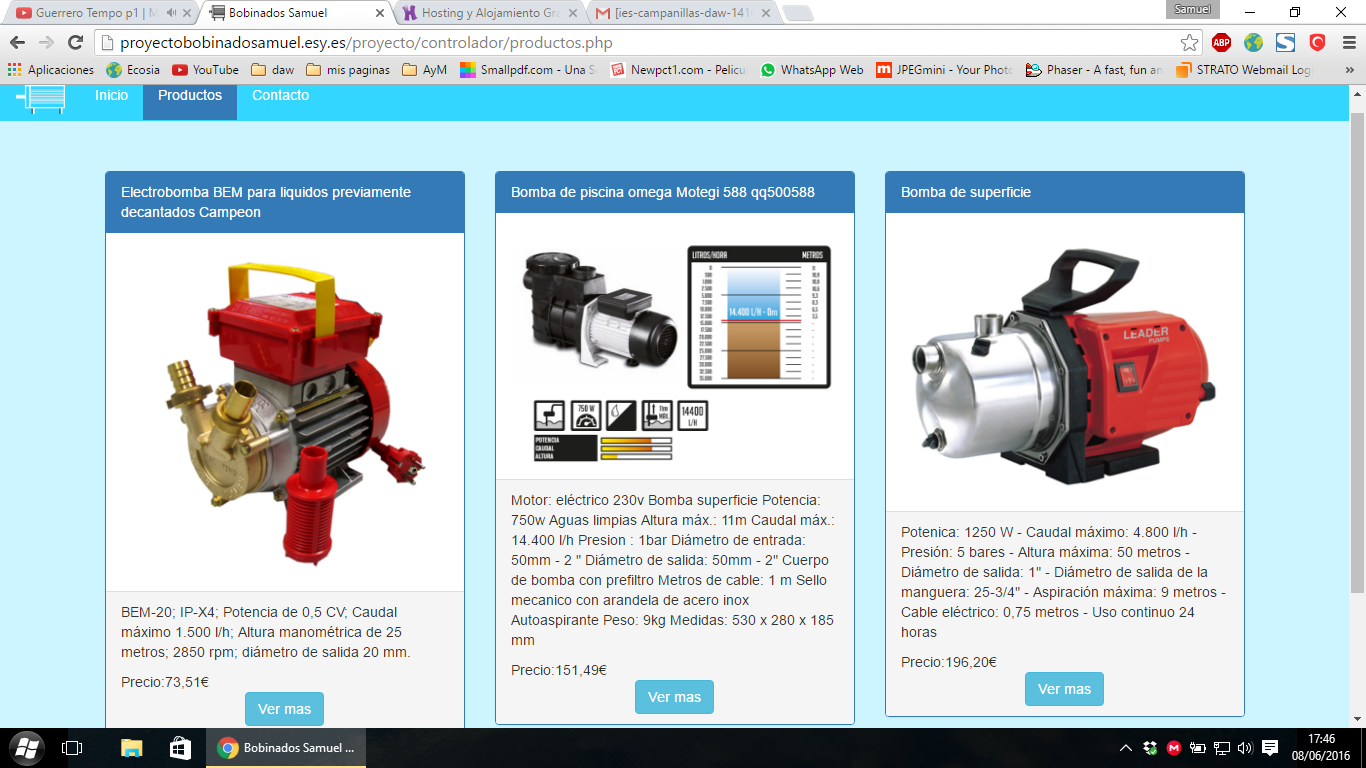 Guerrero Tempo p1 | M
Bobinados Samuel
Hosting y Alojamiento Gra
[ies-campanillas-daw-141
Samuel
proyectobobinadosamuel.esy.es/proyecto/controlador/productos.php
ABP
Aplicaciones
Ecosia
YouTube
daw
mis paginas
AyM
Smallpdf.com - Una S
Newpct1.com - Pelicu
WhatsApp Web
JPEGmini - Your Photo
Phaser - A fast, fun an
STRATO Webmail Log
»
Inicio
Productos
Contacto
Electrobomba BEM para liquidos previamente
decantados Campeon
BEM-20; IP-X4; Potencia de 0,5 CV; Caudal
máximo 1.500 l/h; Altura manométrica de 25
metros; 2850 rpm; diámetro de salida 20 mm.
Precio:73,51€
Ver mas
Bomba de piscina omega Motegi 588 qq500588
LITROS/HORA METROS
14.400 L/H - 0m
750 W
11m
MÁX.
14400
L/H
POTENCIA
CAUDAL
ALTURA
Motor: eléctrico 230v Bomba superficie Potencia:
750w Aguas limpias Altura máx.: 11m Caudal máx.:
14.400 l/h Presion : 1bar Diámetro de entrada:
50mm - 2 " Diámetro de salida: 50mm - 2" Cuerpo
de bomba con prefiltro Metros de cable: 1 m Sello
mecanico con arandela de acero inox
Autoaspirante Peso: 9kg Medidas: 530 x 280 x 185
mm
Precio:151,49€
Ver mas
Bomba de superficie
LEADER
PUMPS
Potenica: 1250 W - Caudal máximo: 4.800 l/h -
Presión: 5 bares - Altura máxima: 50 metros -
Diámetro de salida: 1" - Diámetro de salida de la
manguera: 25-3/4" - Aspiración máxima: 9 metros -
Cable eléctrico: 0,75 metros - Uso continuo 24
horas
Precio:196,20€
Ver mas
Bobinados Samuel ...
17:46
08/06/2016